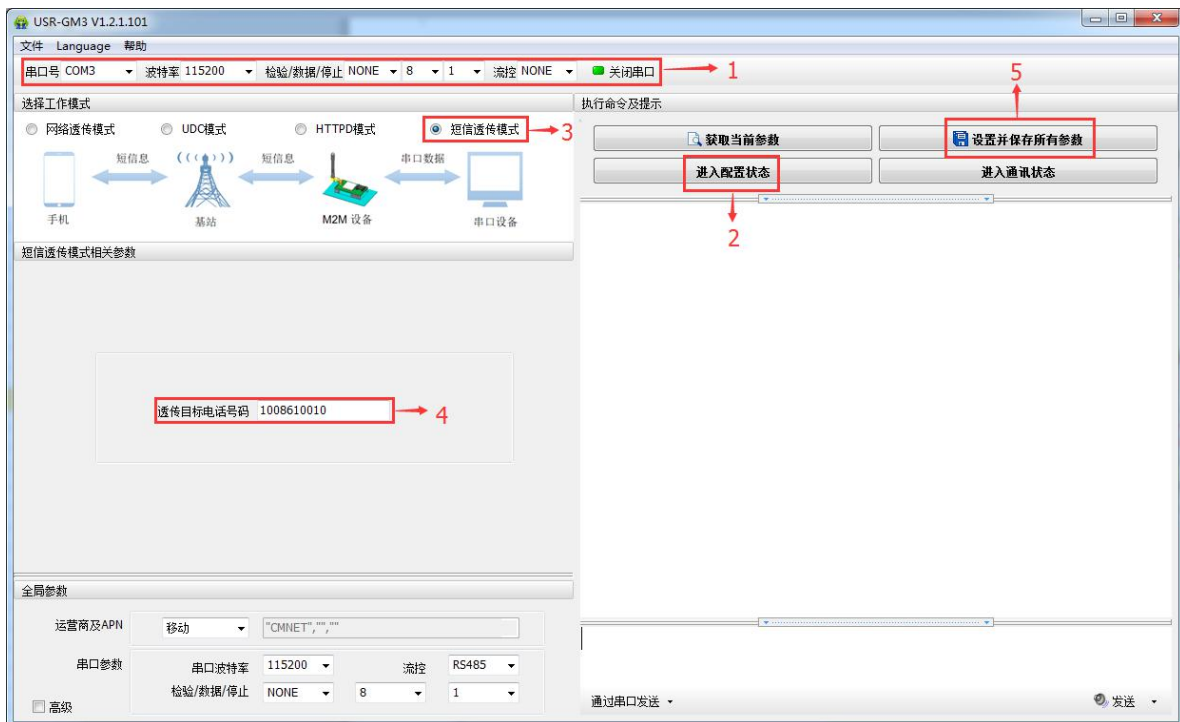 USR-GM3 V1.2.1.101
文件 Language 帮助
串口号 COM3 波特率 115200 检验/数据/停止 NONE 8 1 流控 NONE 关闭串口 1
5
选择工作模式
执行命令及提示
网络透传模式 UDC模式 HTTPD模式 短信透传模式 3
获取当前参数 设置并保存所有参数
进入配置状态 进入通讯状态
短信息 短信息 串口数据
手机 基站 M2M 设备 串口设备
2
短信透传模式相关参数
透传目标电话号码 1008610010 4
全局参数
运营商及APN 移动 "CMNET","",""
串口参数 串口波特率 115200 流控 RS485
检验/数据/停止 NONE 8 1
高级
通过串口发送 发送